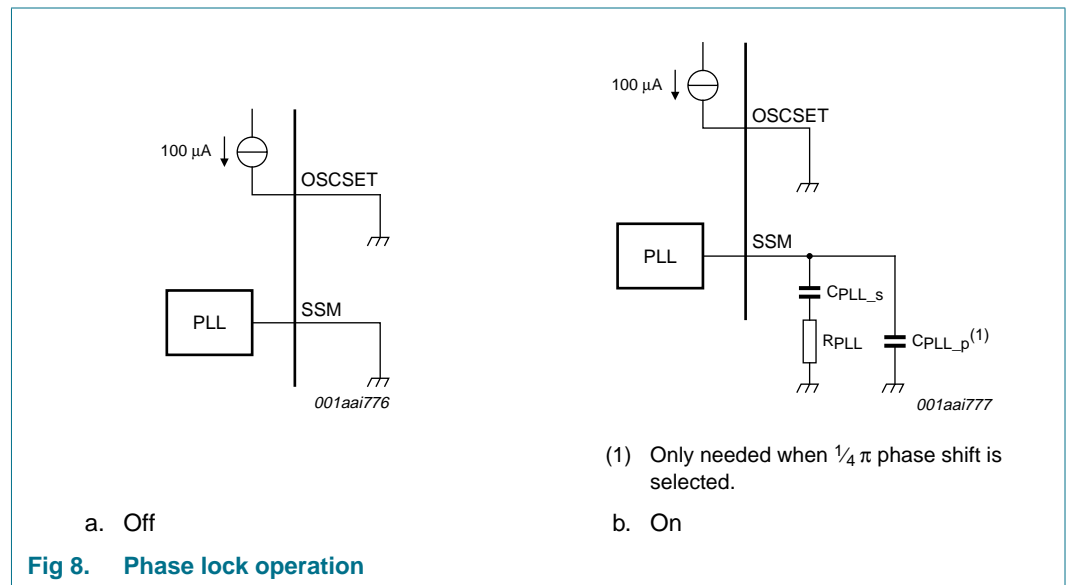 100 μA
OSCSET
PLL
SSM
001aai776
a. Off
100 μA
OSCSET
PLL
SSM
CPLL_s
RPLL
CPLL_p(1)
001aai777
(1) Only needed when 1⁄4 π phase shift is
selected.
b. On
Fig 8. Phase lock operation